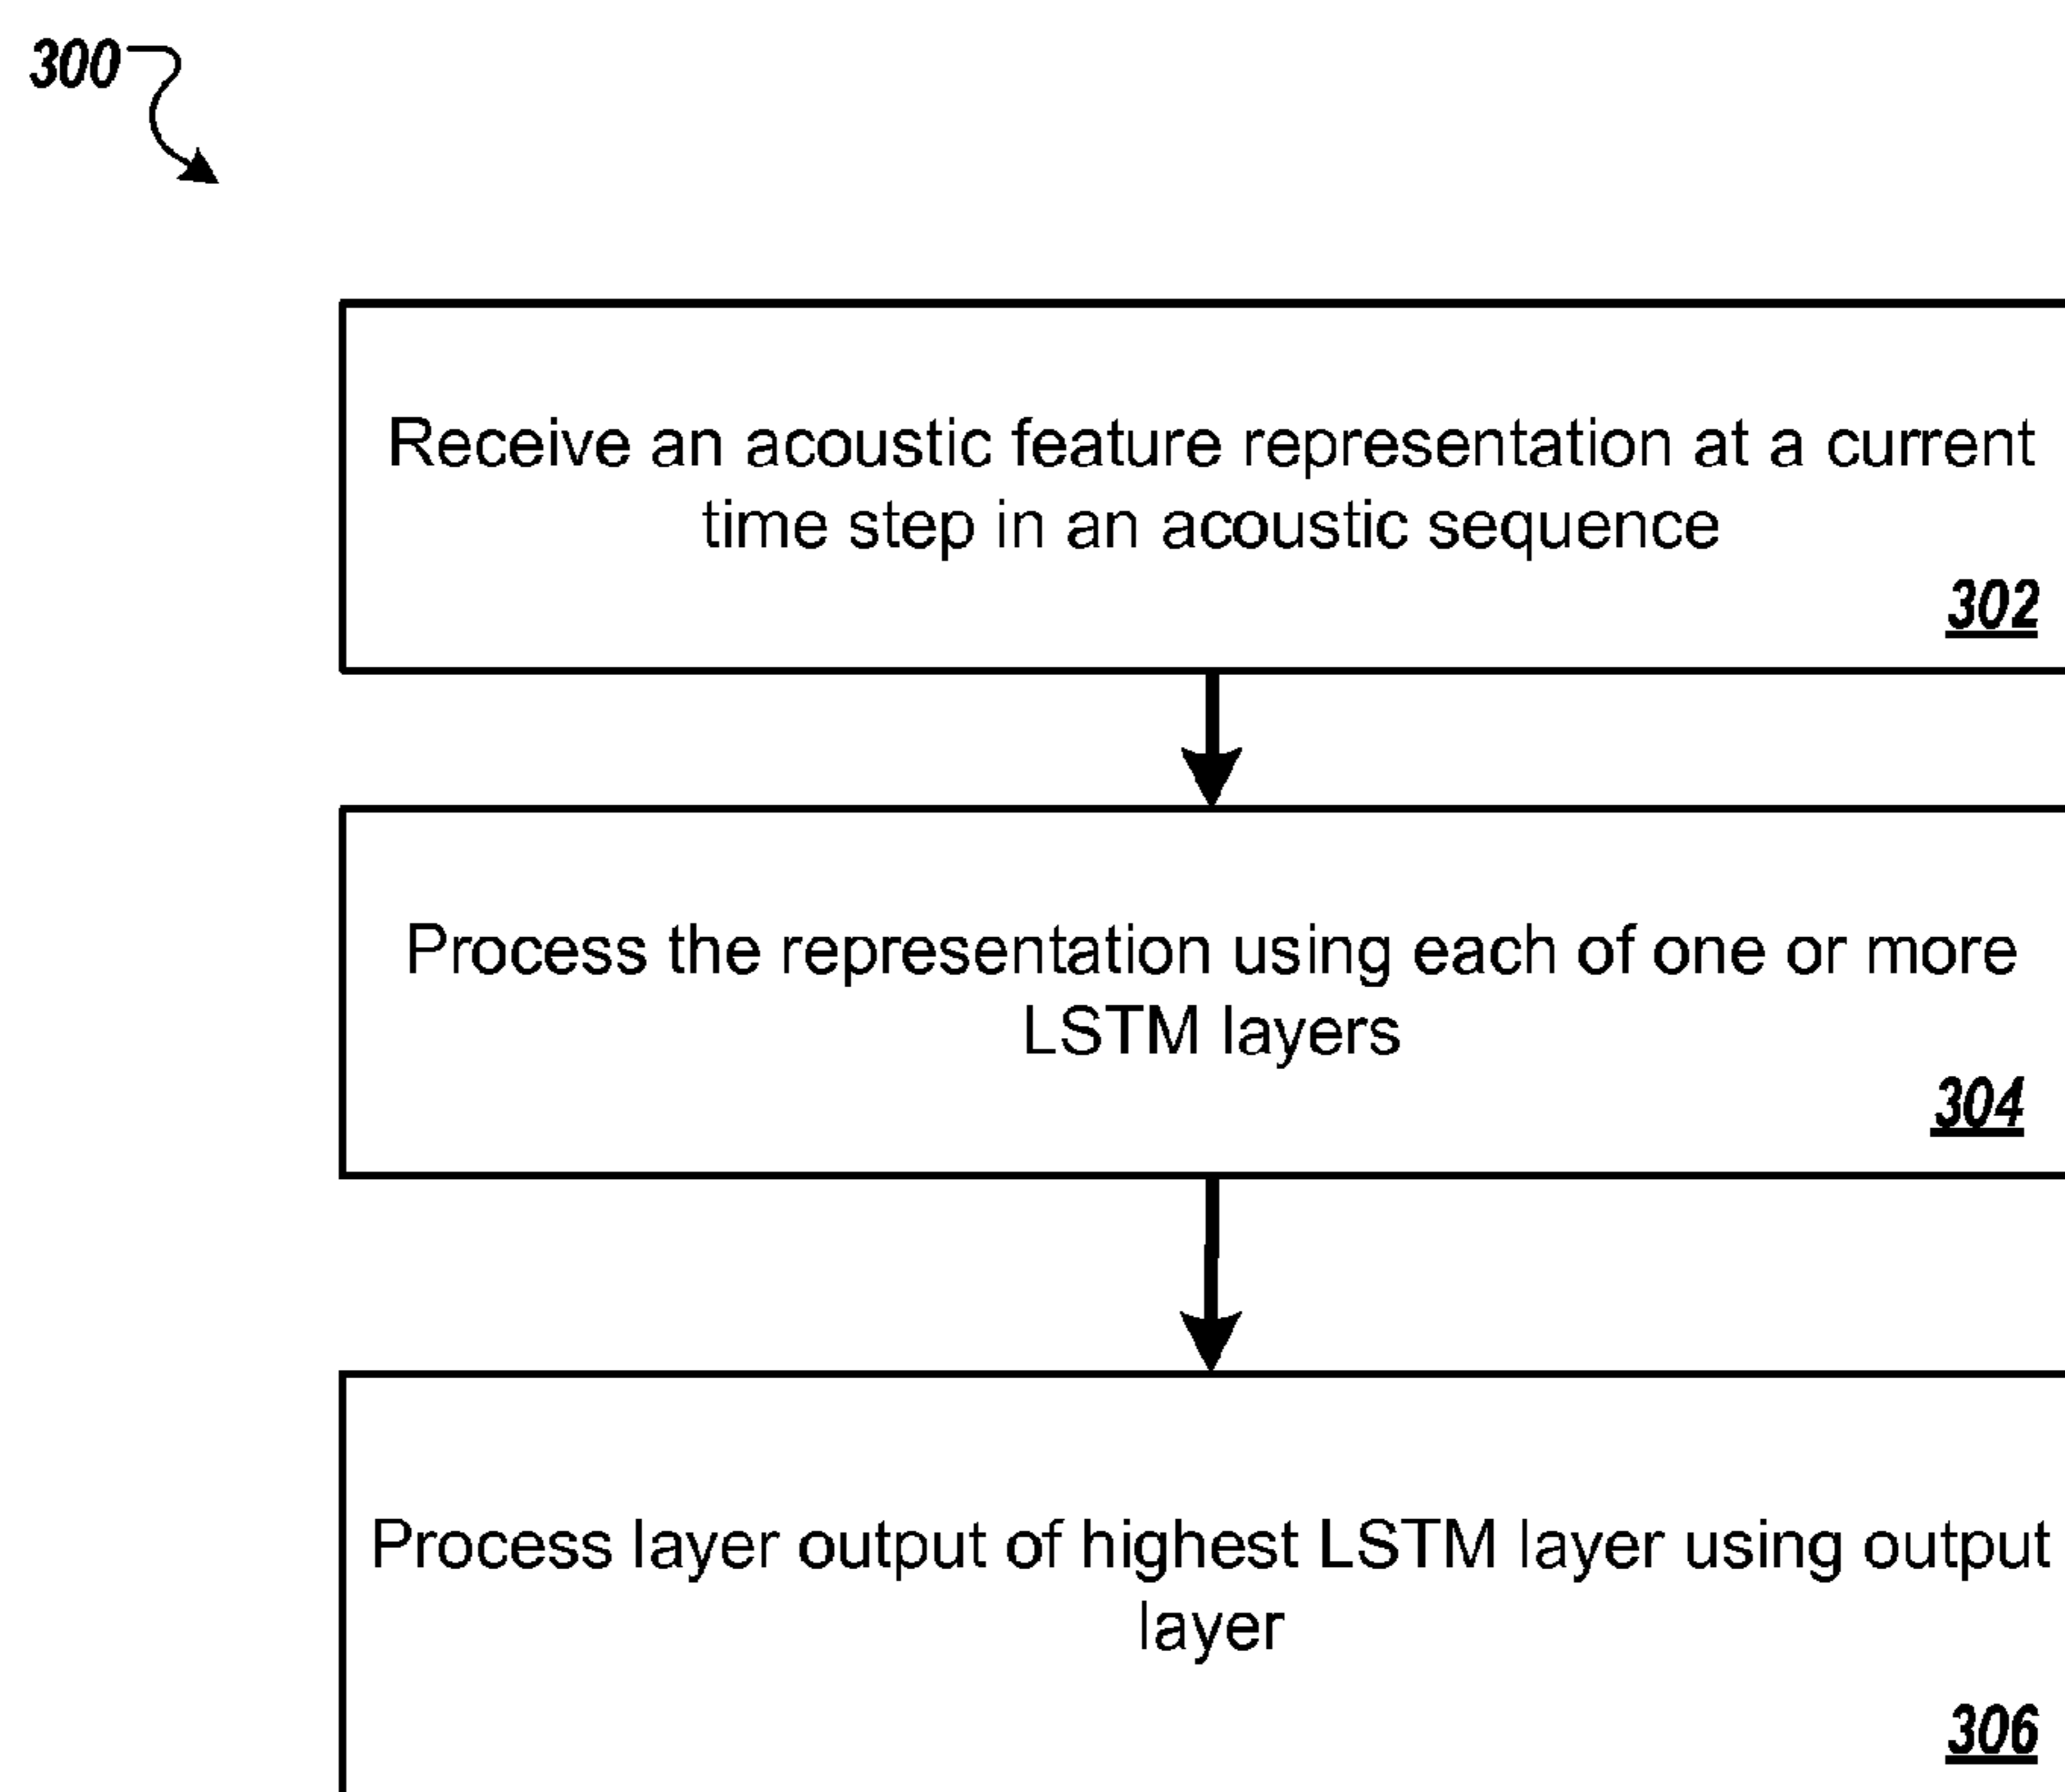 300
Receive an acoustic feature representation at a current
time step in an acoustic sequence
302
Process the representation using each of one or more
LSTM layers
304
Process layer output of highest LSTM layer using output
layer
306